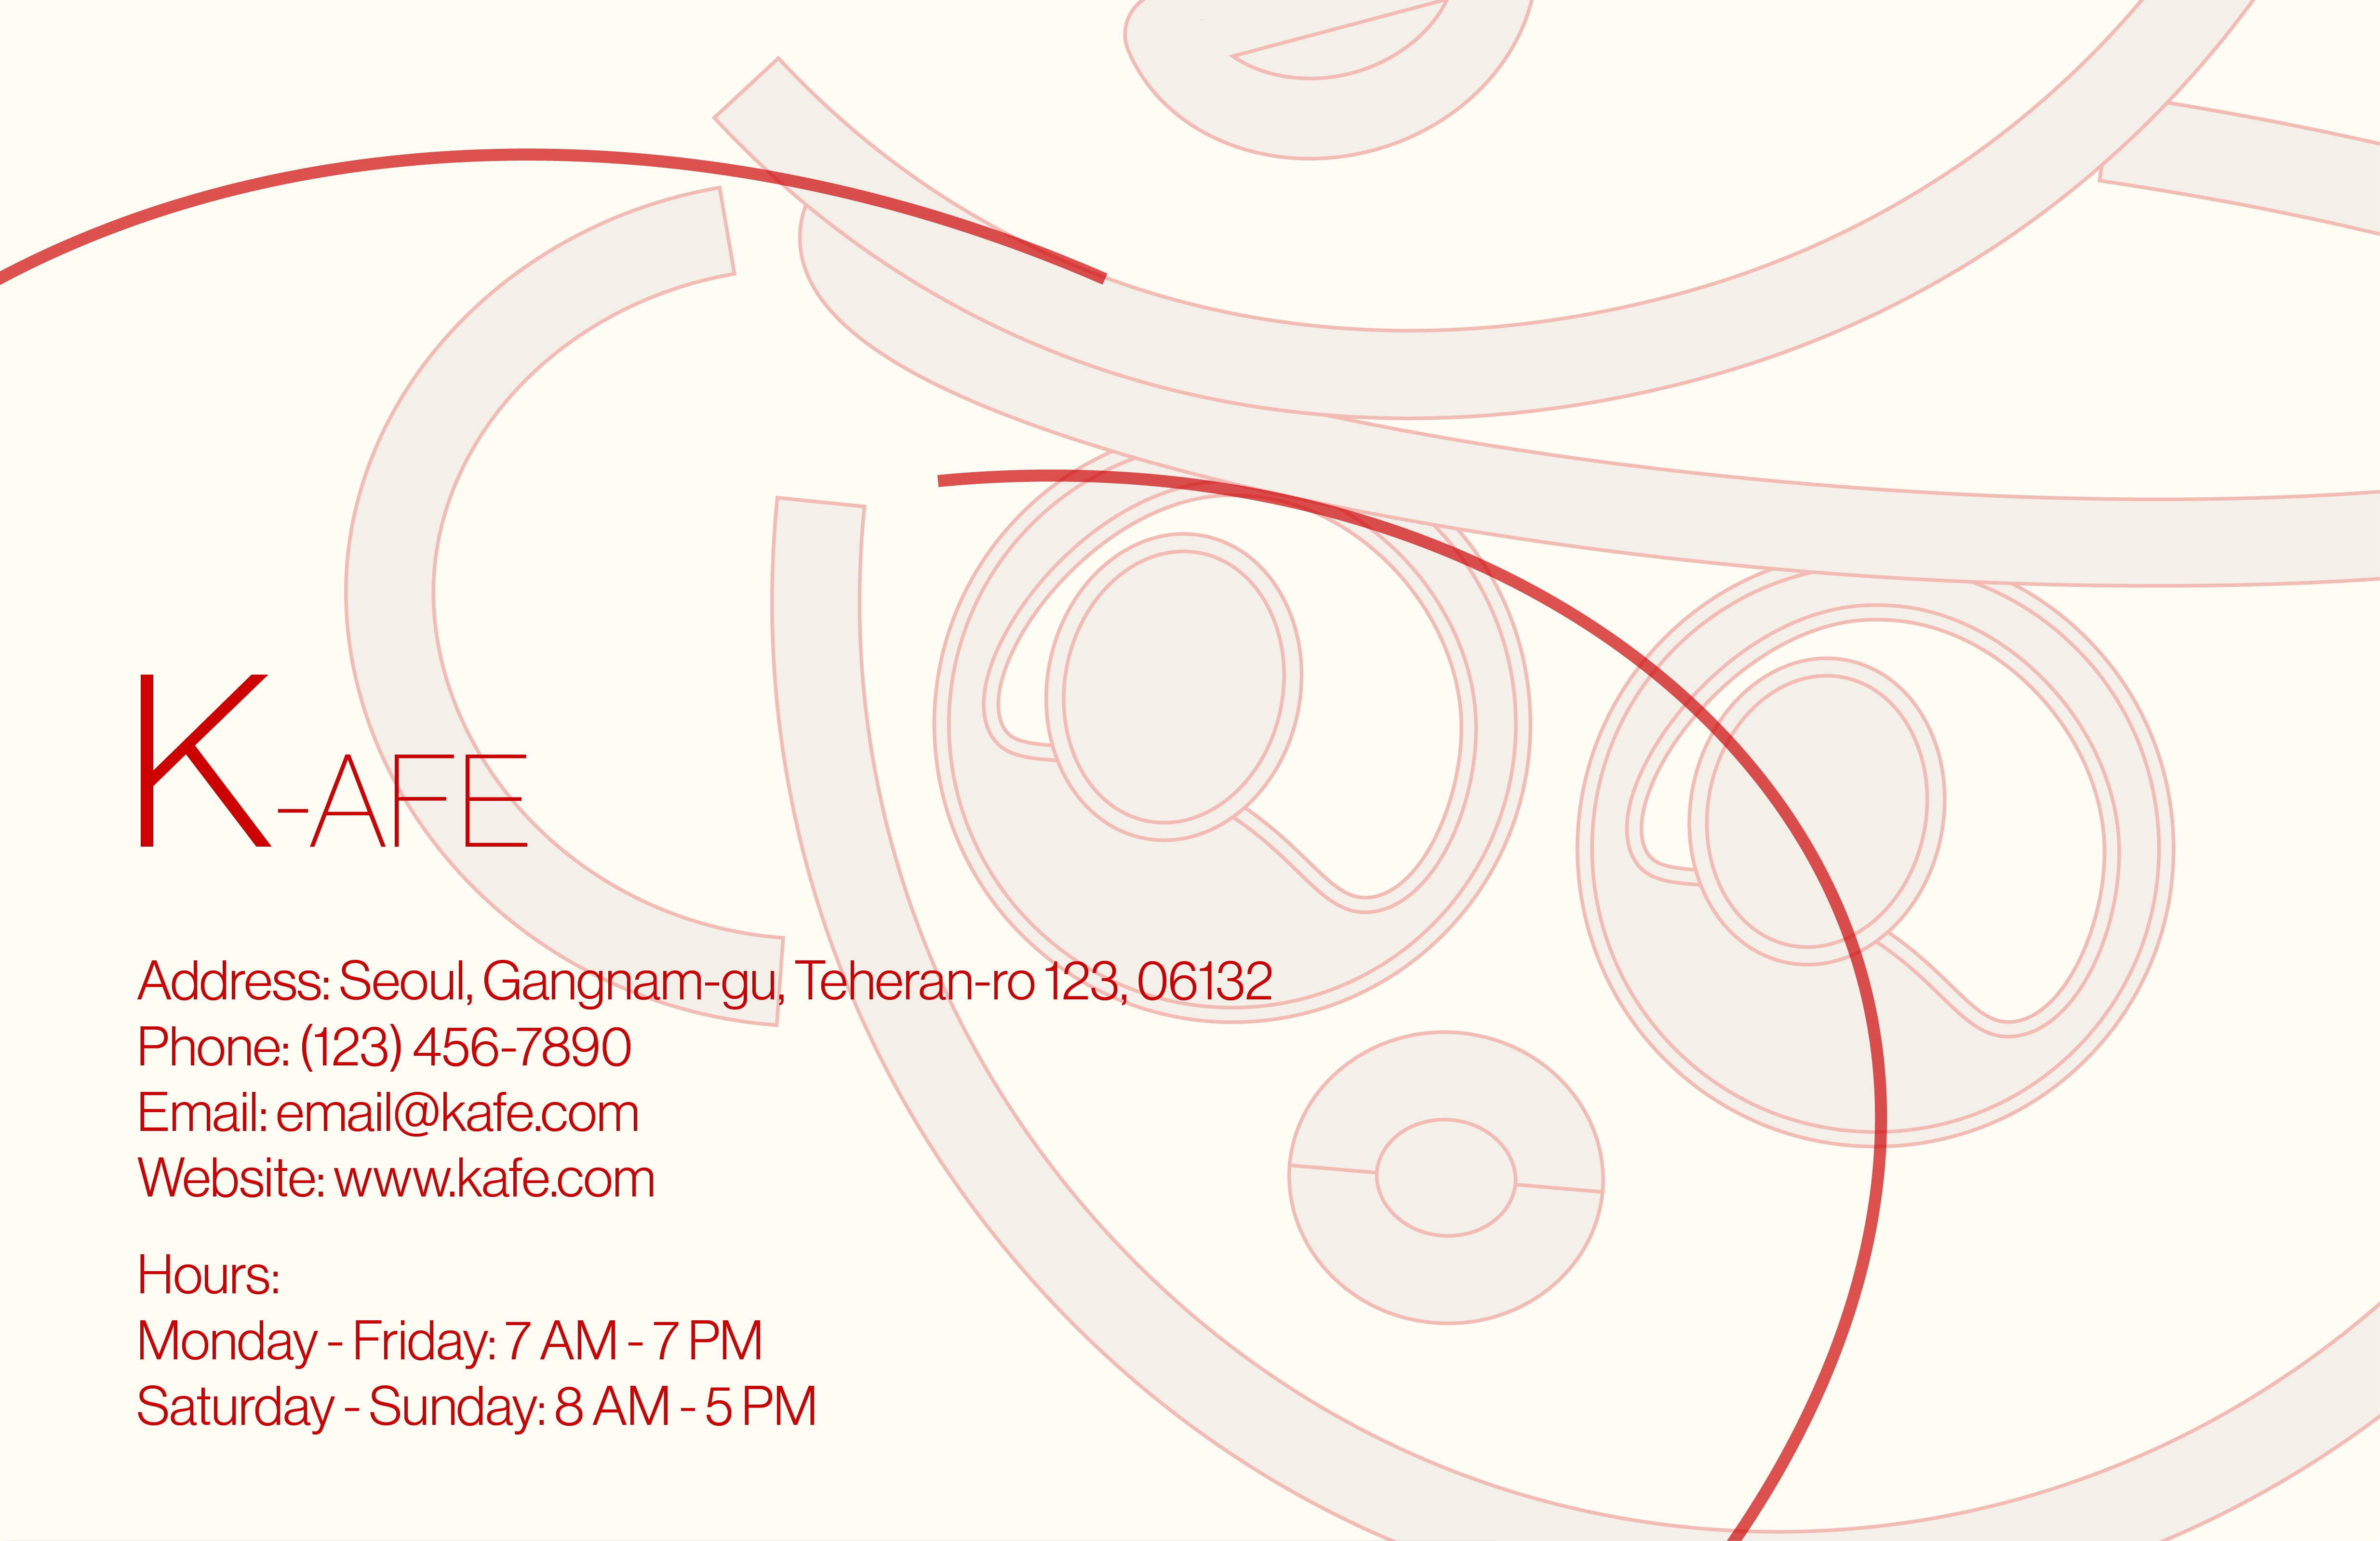 K-AFE
Address: Seoul, Gangnam-gu, Teheran-ro 123, 06132
Phone: (123) 456-7890
Email: email@kafe.com
Website: www.kafe.com
Hours:
Monday - Friday: 7 AM - 7 PM
Saturday - Sunday: 8 AM - 5 PM